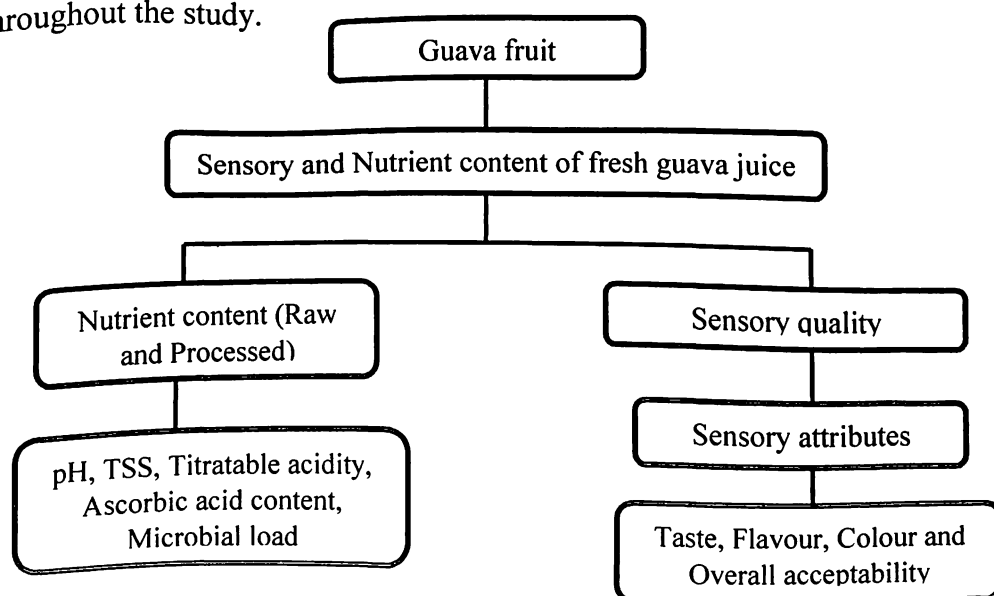 throughout the study.
Guava fruit
Sensory and Nutrient content of fresh guava juice
Nutrient content (Raw
and Processed)
pH, TSS, Titratable acidity,
Ascorbic acid content,
Microbial load
Sensory quality
Sensory attributes
Taste, Flavour, Colour and
Overall acceptability